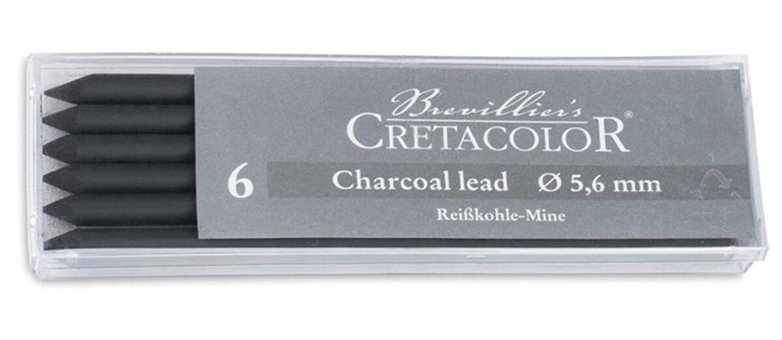 Brevillier's
CRETACOLOR®
6 Charcoal lead Ø 5,6 mm
Reißkohle-Mine